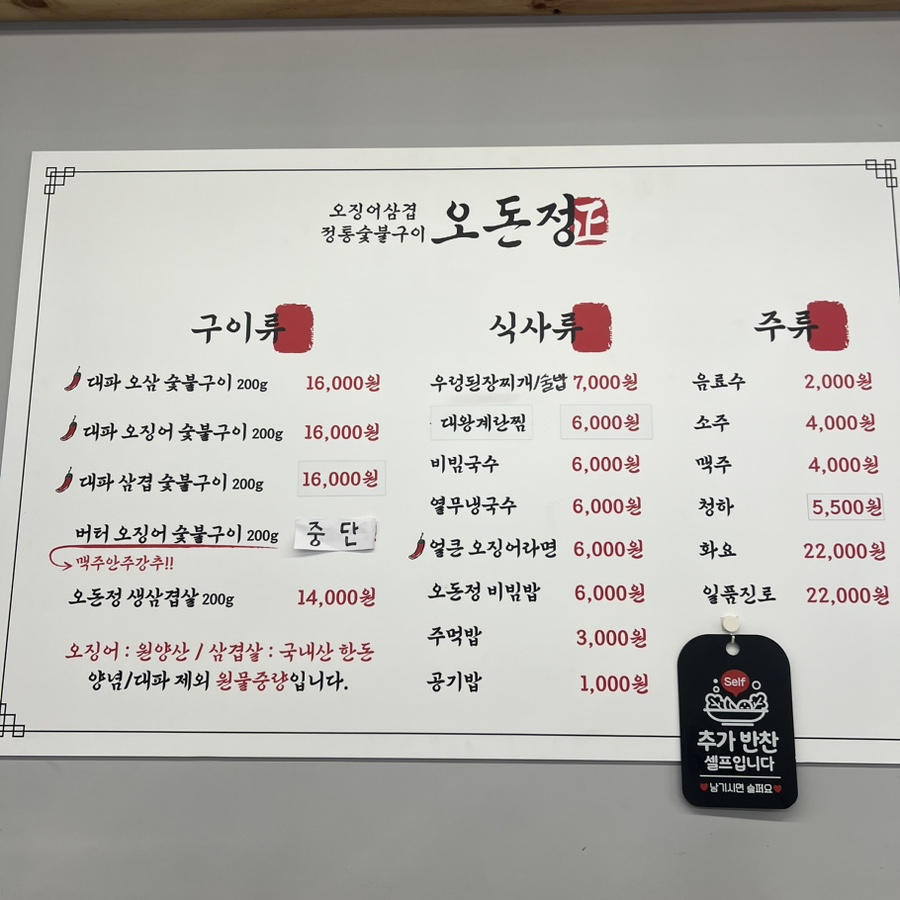 오징어삼겹
정통숯불구이 오돈정 正
구이류
대파 오삼 숯불구이 200g 16,000원
대파 오징어 숯불구이 200g 16,000원
대파 삼겹 숯불구이 200g 16,000원
버터 오징어 숯불구이 200g 중단
맥주안주강추!!
오돈정 생삼겹살 200g 14,000원
오징어 : 원양산 / 삼겹살 : 국내산 한돈
양념/대파 제외 원물중량입니다.
식사류
우렁된장찌개/술밥 7,000원
대왕계란찜 6,000원
비빔국수 6,000원
열무냉국수 6,000원
얼큰 오징어라면 6,000원
오돈정 비빔밥 6,000원
주먹밥 3,000원
공기밥 1,000원
주류
음료수 2,000원
소주 4,000원
맥주 4,000원
청하 5,500원
화요 22,000원
일품진로 22,000원
Self
추가 반찬
셀프입니다
남기시면 슬퍼요